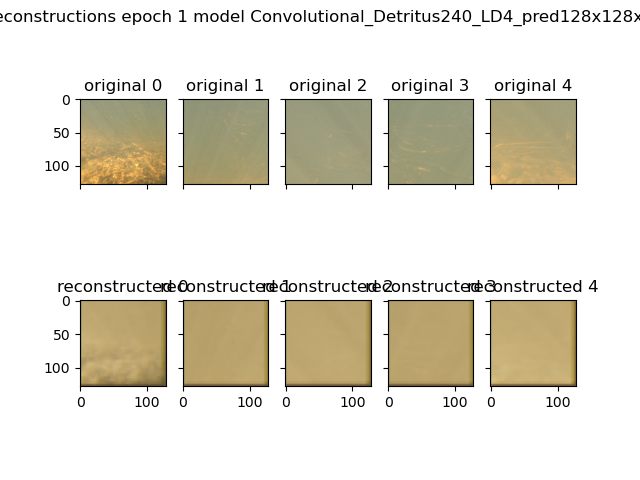 econstructions epoch 1 model Convolutional_Detritus240_LD4_pred128x128x
original 0 original 1 original 2 original 3 original 4
0
50
100
reconstructed 0 reconstructed 1 reconstructed 2 reconstructed 3 reconstructed 4
0
50
100
0 100 0 100 0 100 0 100 0 100